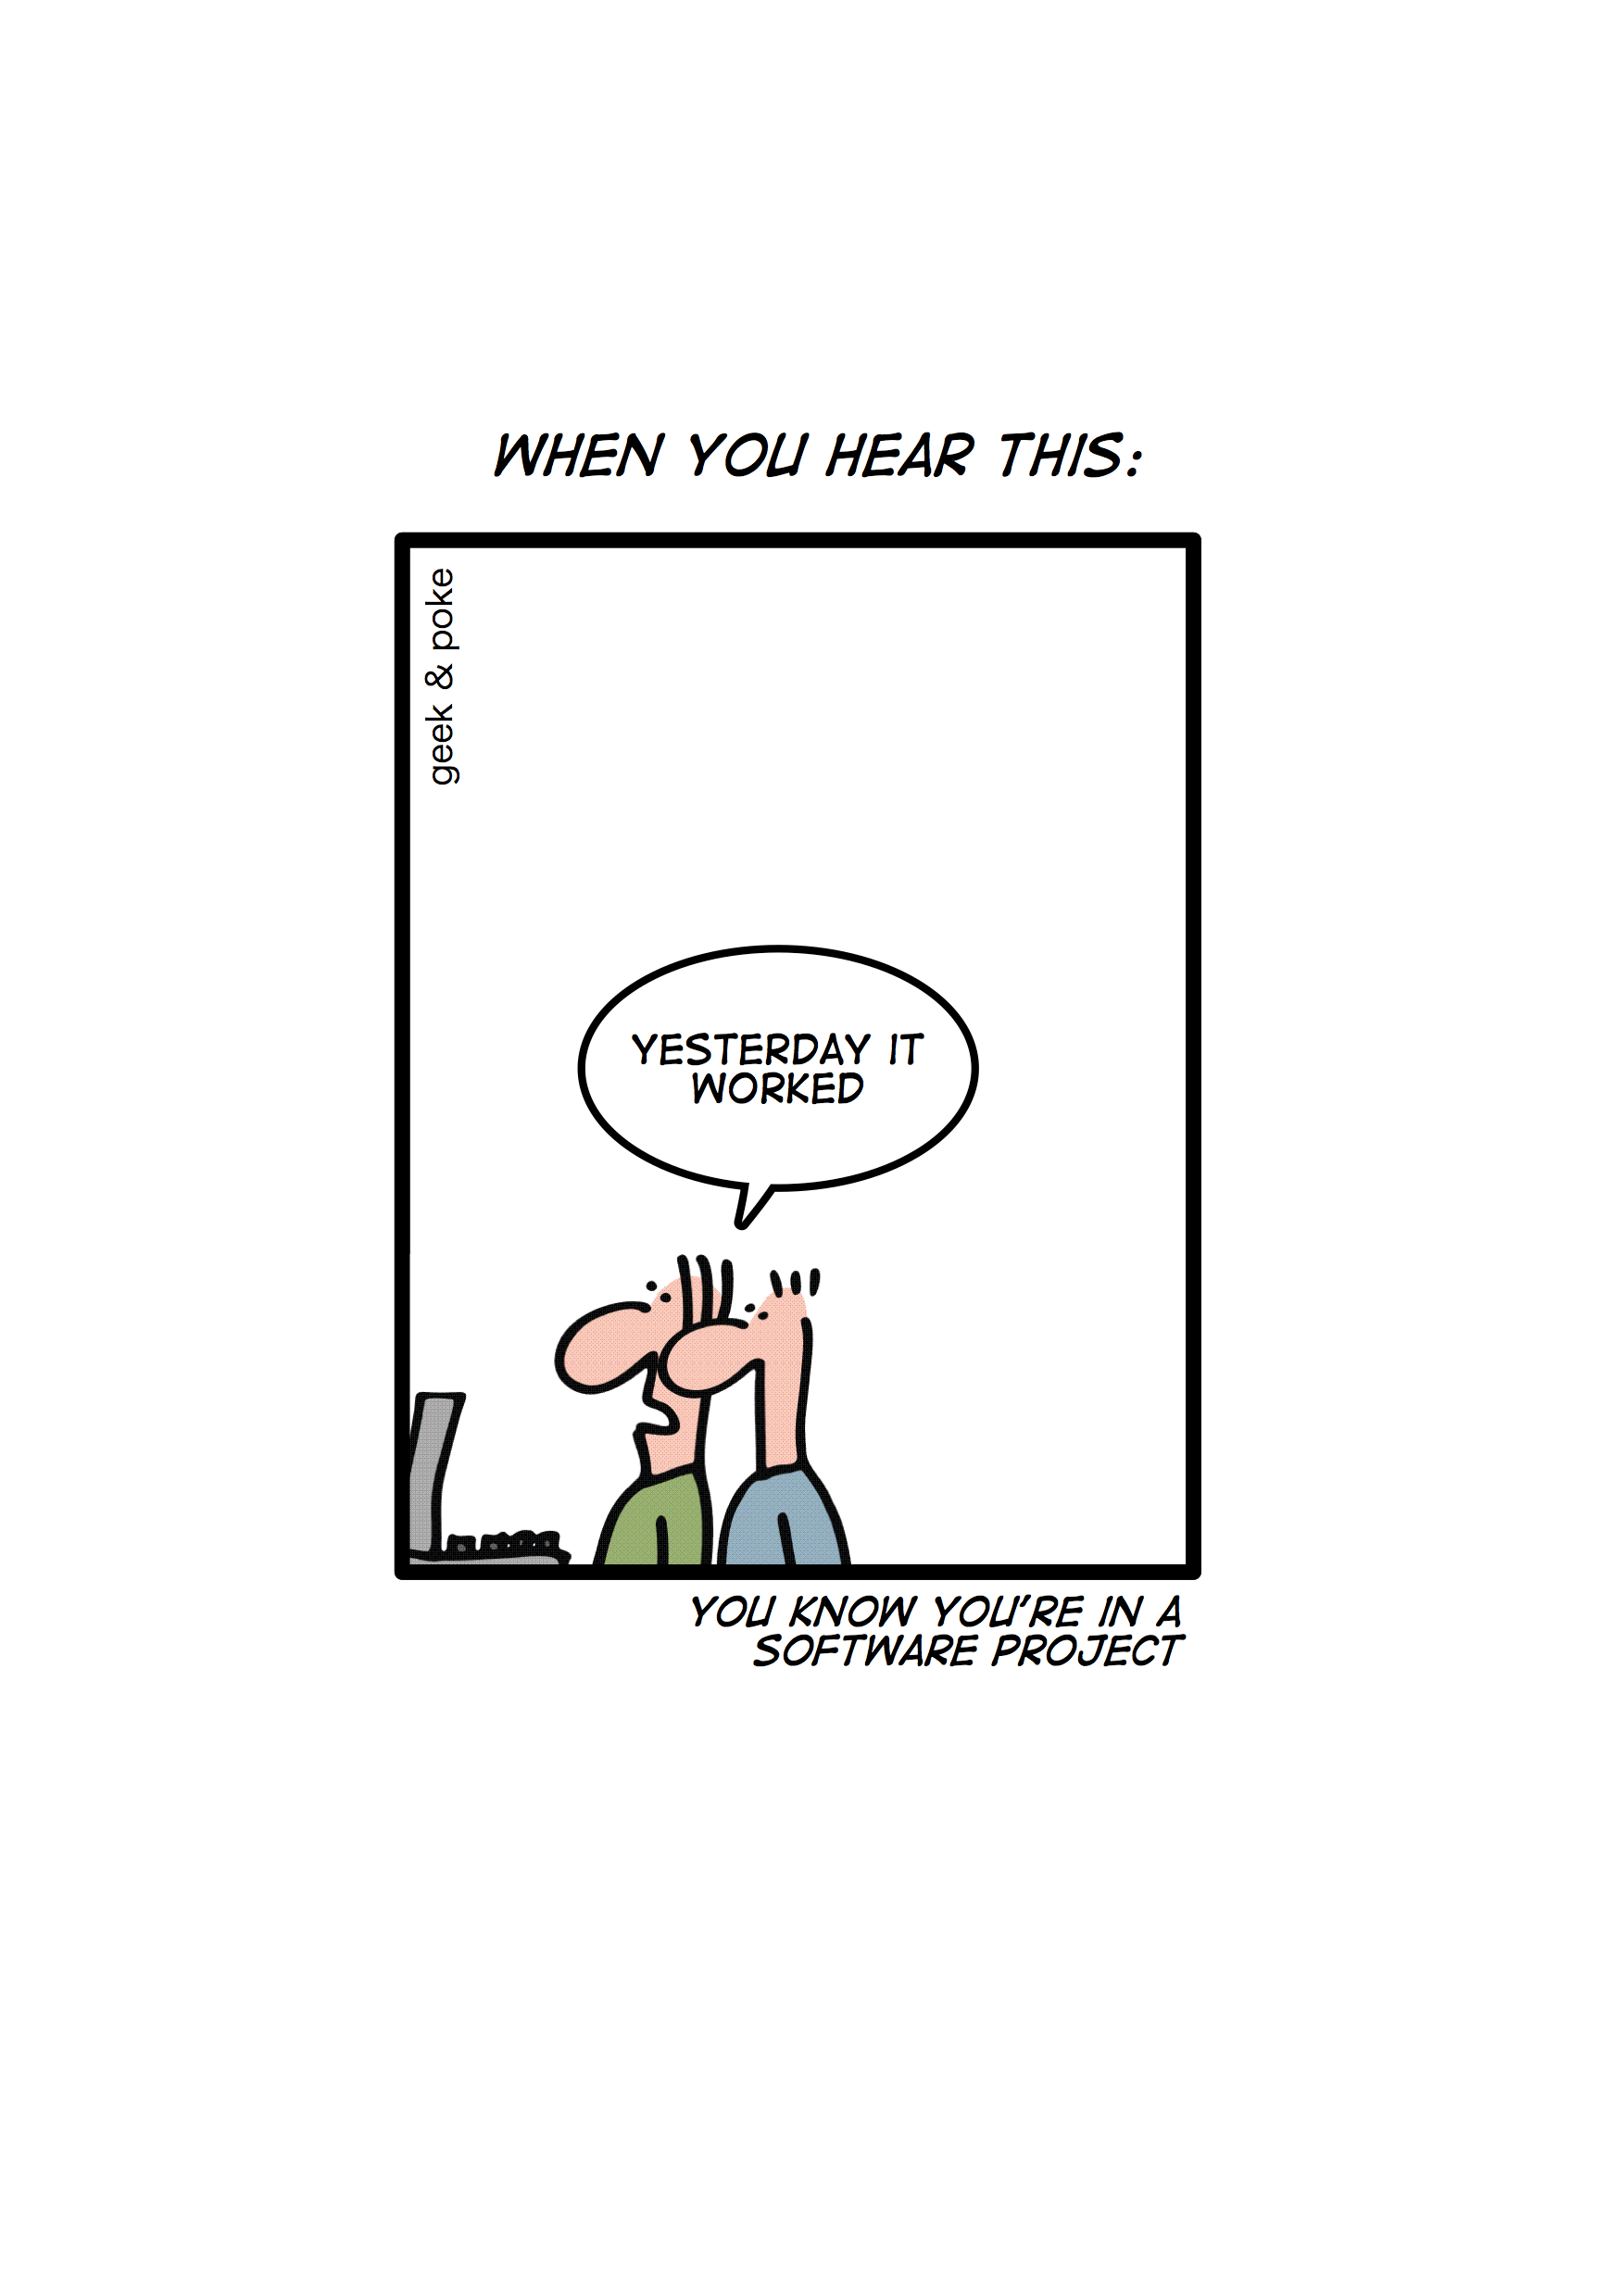 WHEN YOU HEAR THIS:
geek & poke
YESTERDAY IT
WORKED
YOU KNOW YOU'RE IN A
SOFTWARE PROJECT